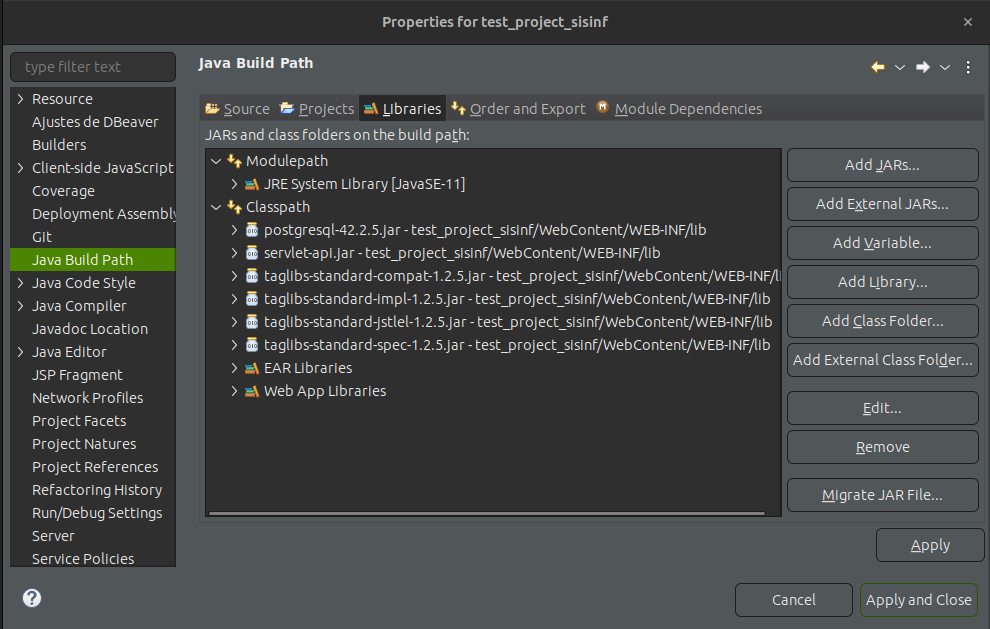 Properties for test_project_sisinf
type filter text
Java Build Path
Resource
Ajustes de DBeaver
Builders
Client-side JavaScript
Coverage
Deployment Assembly
Git
Java Build Path
Java Code Style
Java Compiler
Javadoc Location
Java Editor
JSP Fragment
Network Profiles
Project Facets
Project Natures
Project References
Refactoring History
Run/Debug Settings
Server
Service Policies
Source Projects Libraries Order and Export Module Dependencies
JARs and class folders on the build path:
Modulepath
JRE System Library [JavaSE-11]
Classpath
postgresql-42.2.5.jar - test_project_sisinf/WebContent/WEB-INF/lib
servlet-api.jar - test_project_sisinf/WebContent/WEB-INF/lib
taglibs-standard-compat-1.2.5.jar - test_project_sisinf/WebContent/WEB-INF/li
taglibs-standard-impl-1.2.5.jar - test_project_sisinf/WebContent/WEB-INF/lib
taglibs-standard-jstlel-1.2.5.jar - test_project_sisinf/WebContent/WEB-INF/lib
taglibs-standard-spec-1.2.5.jar - test_project_sisinf/WebContent/WEB-INF/lib
EAR Libraries
Web App Libraries
Add JARs...
Add External JARs...
Add Variable...
Add Library...
Add Class Folder...
Add External Class Folder...
Edit...
Remove
Migrate JAR File...
Apply
Cancel
Apply and Close